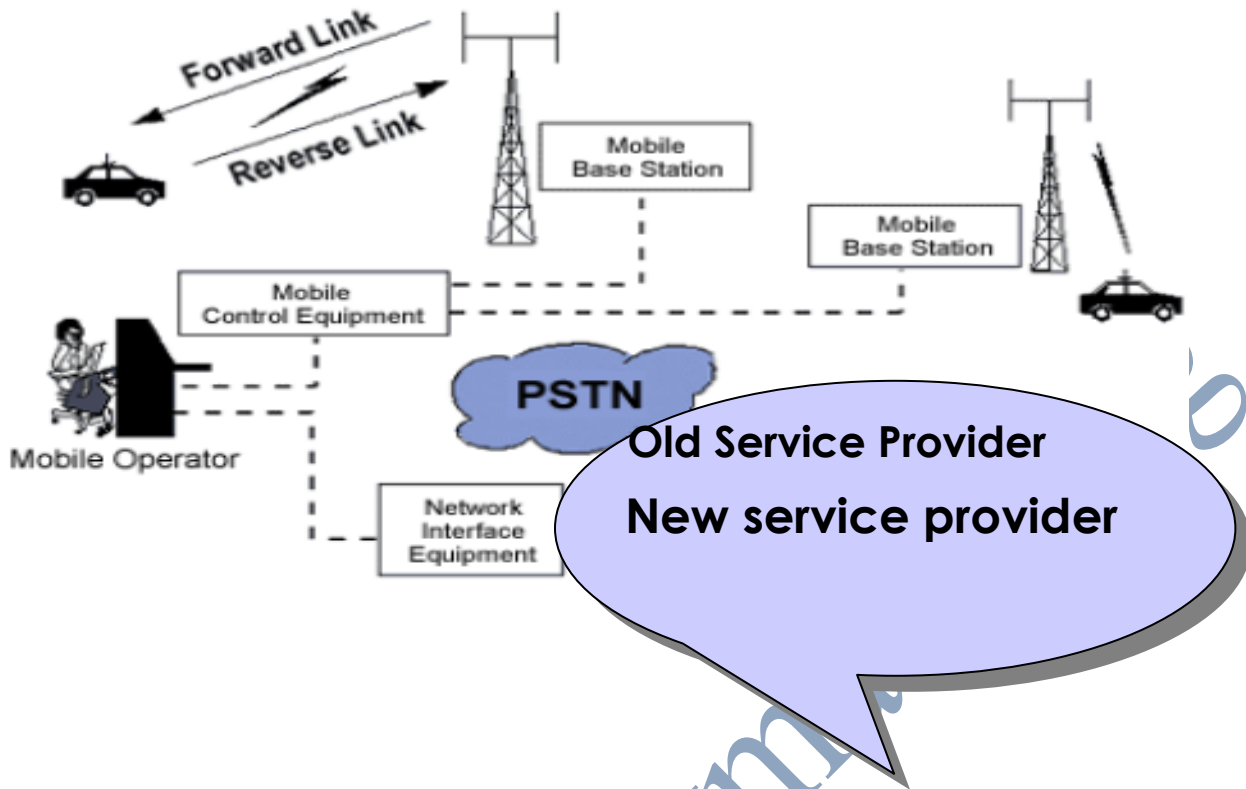 Forward Link
Reverse Link
Mobile
Base Station
Mobile
Base Station
Mobile
Control Equipment
PSTN
Mobile Operator
Old Service Provider
New service provider
Network
Interface
Equipment